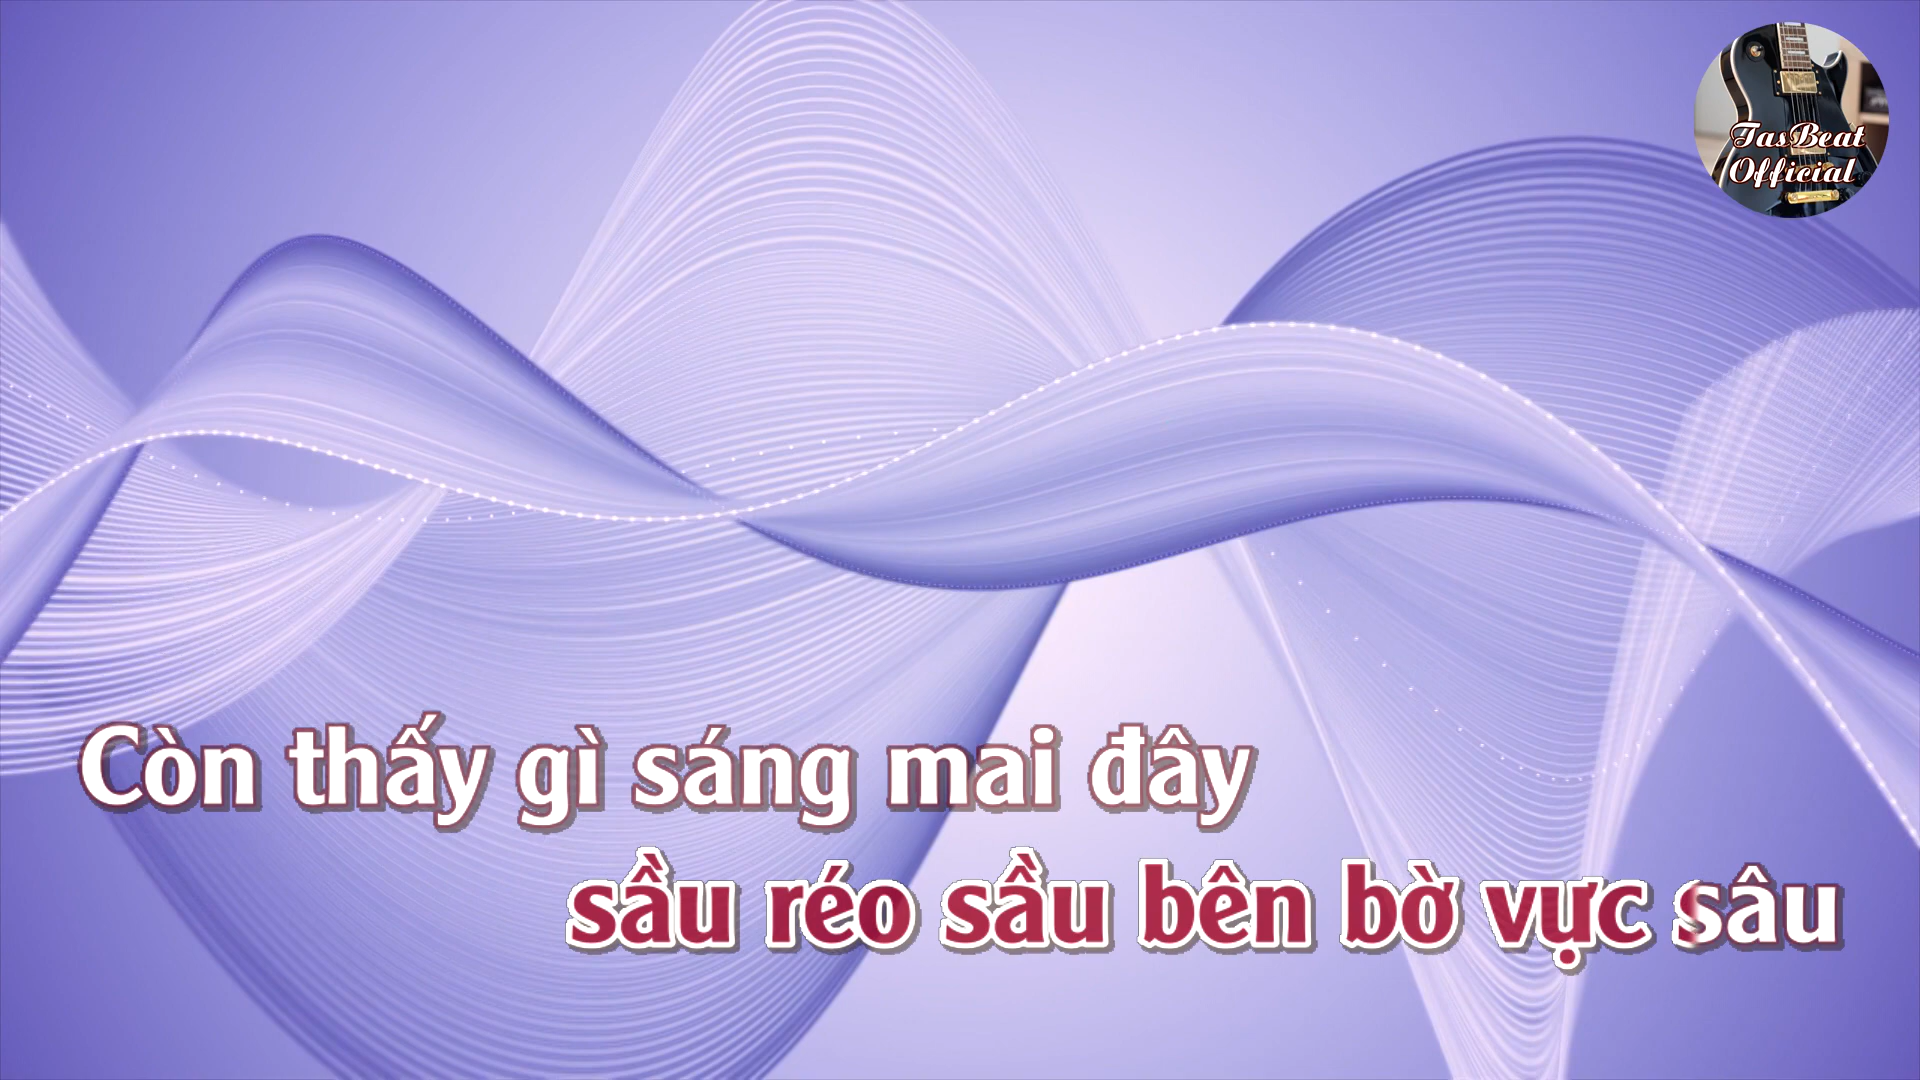 TasBeat
Official
Còn thấy gì sáng mai đây
sầu réo sầu bên bờ vực sâu